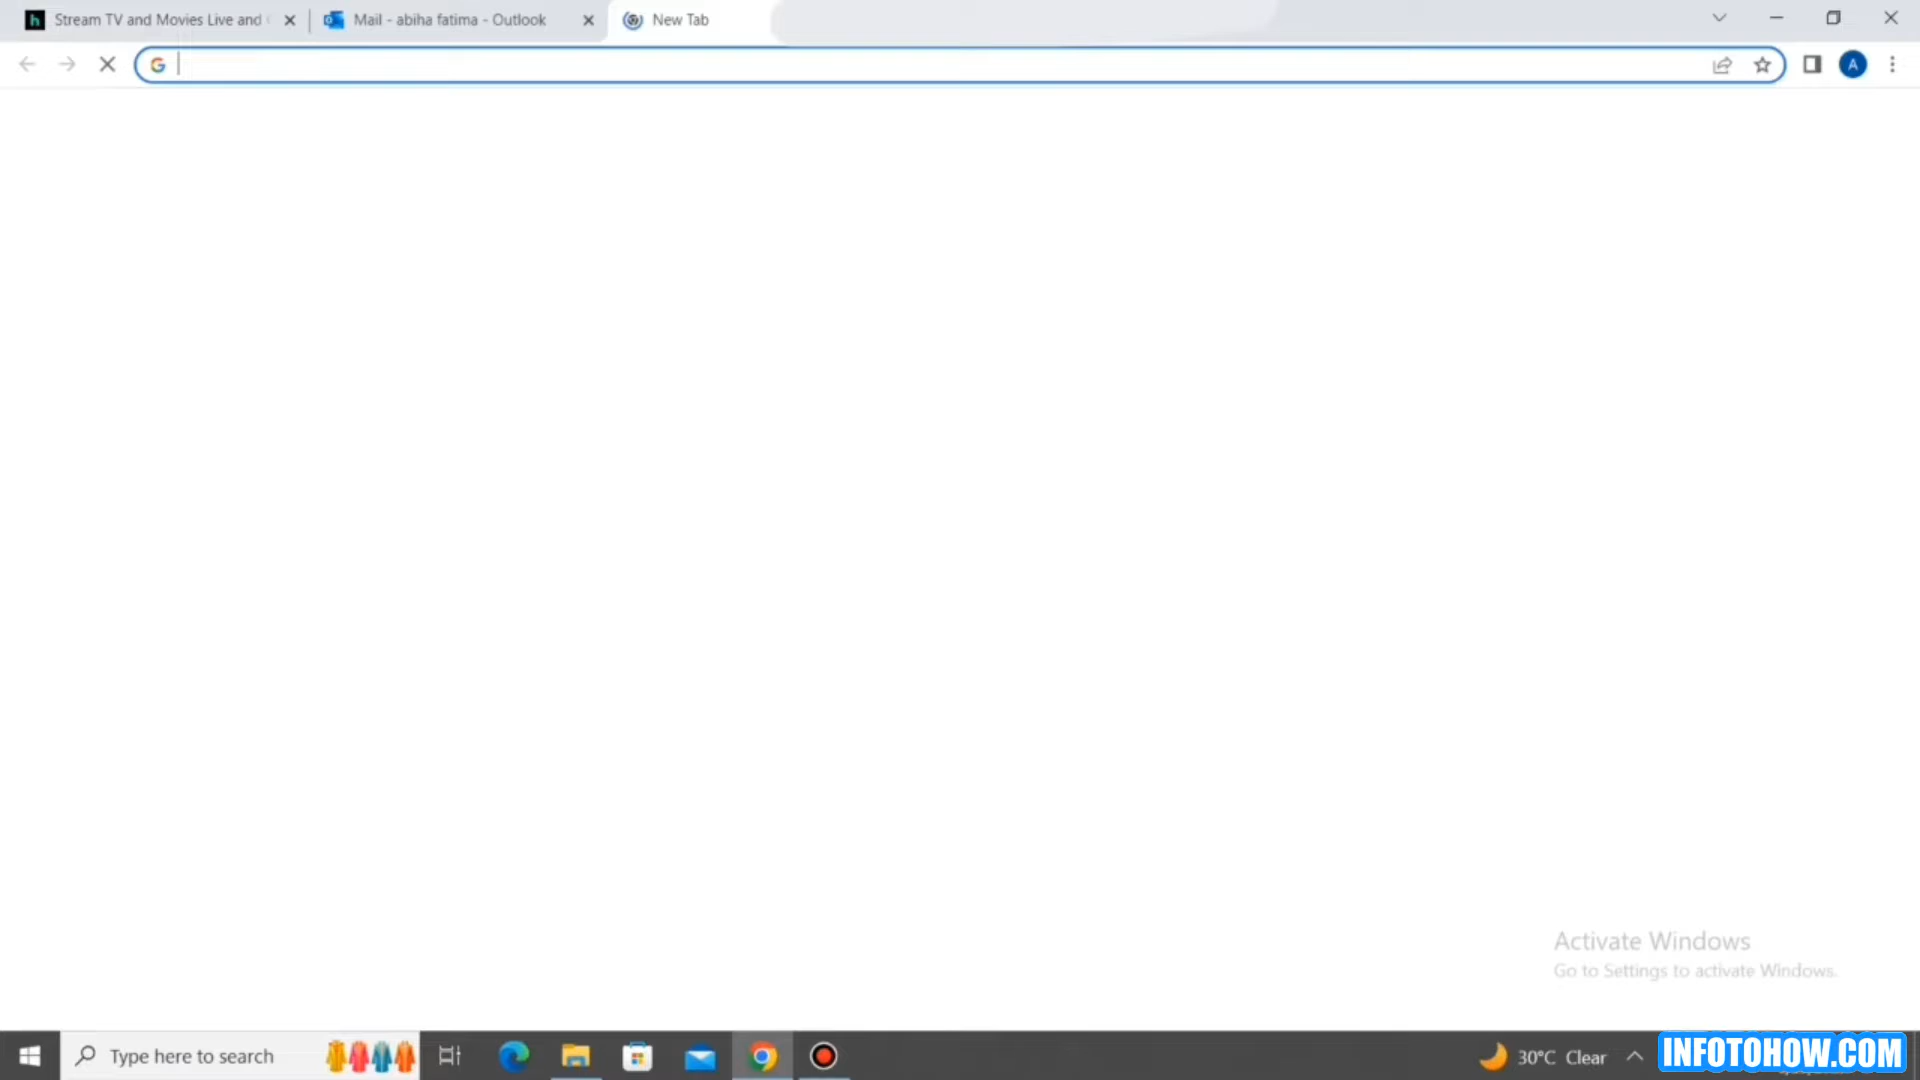 h Stream TV and Movies Live and
Mail - abiha fatima - Outlook
New Tab
G
A
Activate Windows
Go to Settings to activate Windows.
Type here to search
30°C Clear
INFOTOHOW.COM